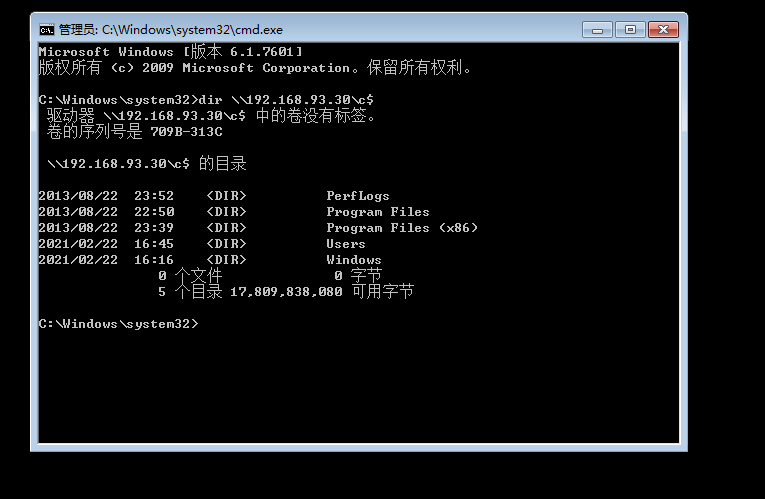 管理员: C:\Windows\system32\cmd.exe
Microsoft Windows [版本 6.1.7601]
版权所有 (c) 2009 Microsoft Corporation。保留所有权利。
C:\Windows\system32>dir \\192.168.93.30\c$
驱动器 \\192.168.93.30\c$ 中的卷没有标签。
卷的序列号是 709B-313C
\\192.168.93.30\c$ 的目录
2013/08/22  23:52    <DIR>          PerfLogs
2013/08/22  22:50    <DIR>          Program Files
2013/08/22  23:39    <DIR>          Program Files (x86)
2021/02/22  16:45    <DIR>          Users
2021/02/22  16:16    <DIR>          Windows
0 个文件              0 字节
5 个目录 17,809,838,080 可用字节
C:\Windows\system32>